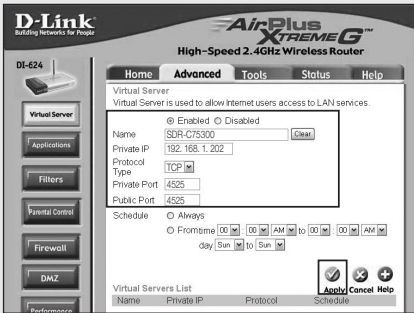 D-Link
Building Networks for People
AirPlus
XTREME G™
High-Speed 2.4GHz Wireless Router
DI-624
Home Advanced Tools Status Help
Virtual Server
Applications
Filters
Parental Control
Firewall
DMZ
Performance
Virtual Server
Virtual Server is used to allow Internet users access to LAN services.
Enabled Disabled
Name SDR-C75300 Clear
Private IP 192. 168. 1. 202
Protocol
Type TCP
Private Port 4525
Public Port 4525
Schedule Always
Fromtime 00 : 00 AM to 00 : 00 AM
day Sun to Sun
Apply Cancel Help
Virtual Servers List
Name Private IP Protocol Schedule